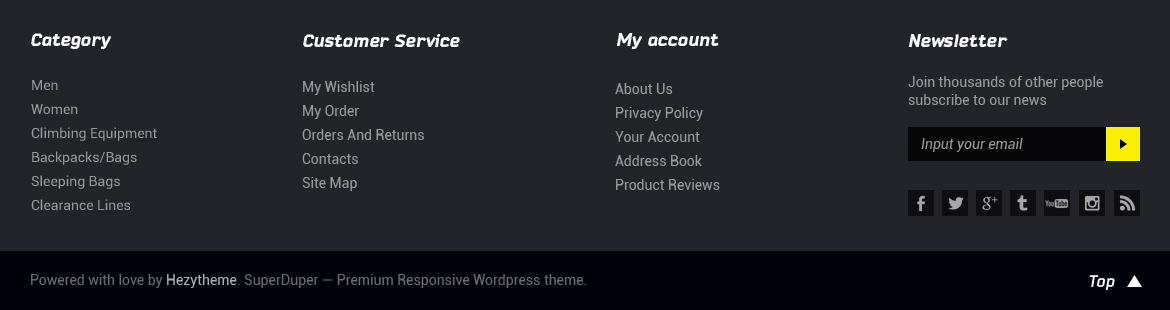 Category
Men
Women
Climbing Equipment
Backpacks/Bags
Sleeping Bags
Clearance Lines
Customer Service
My Wishlist
My Order
Orders And Returns
Contacts
Site Map
My account
About Us
Privacy Policy
Your Account
Address Book
Product Reviews
Newsletter
Join thousands of other people
subscribe to our news
Input your email
f
g+
t
YouTube
Powered with love by Hezytheme. SuperDuper — Premium Responsive Wordpress theme.
Top